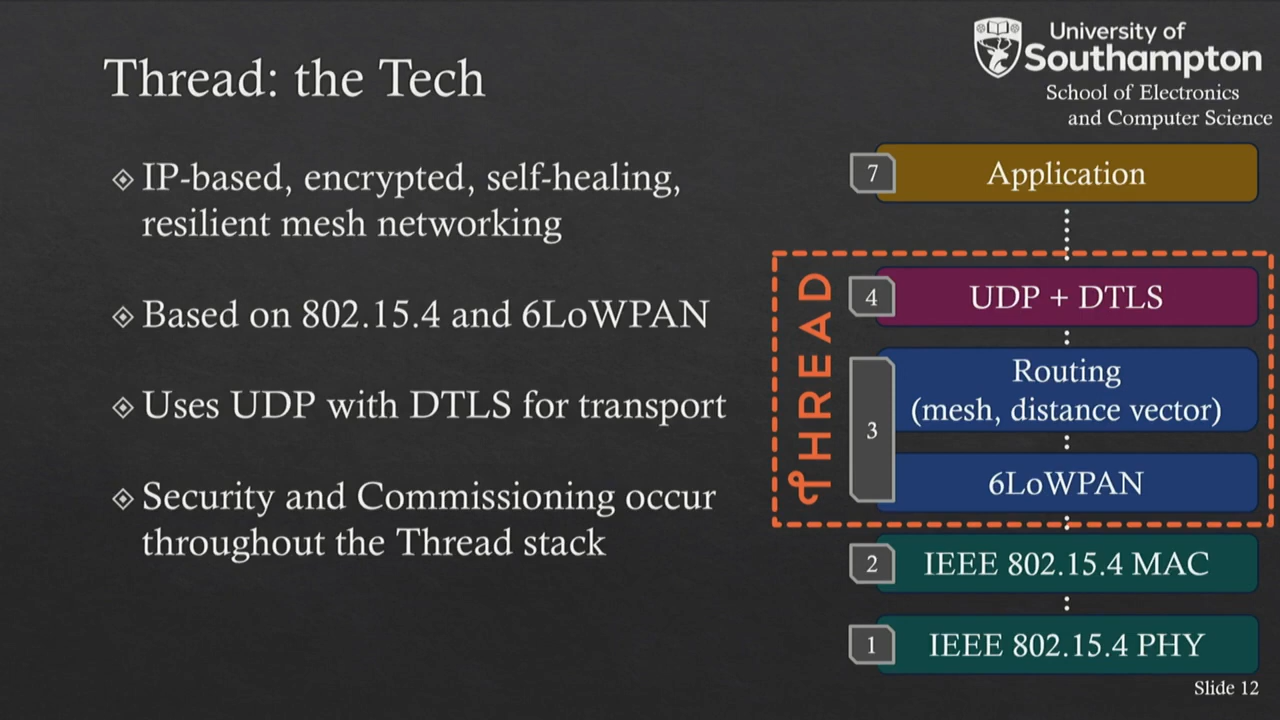 University of
Southampton
School of Electronics
and Computer Science
Thread: the Tech
IP-based, encrypted, self-healing,
resilient mesh networking
Based on 802.15.4 and 6LoWPAN
Uses UDP with DTLS for transport
Security and Commissioning occur
throughout the Thread stack
7
Application
THREAD
4
UDP + DTLS
3
Routing
(mesh, distance vector)
6LoWPAN
2
IEEE 802.15.4 MAC
1
IEEE 802.15.4 PHY
Slide 12